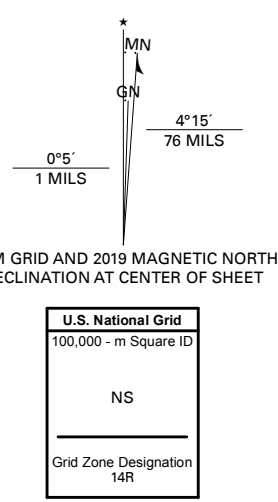 ★
MN
GN
4°15´
76 MILS
0°5´
1 MILS
M GRID AND 2019 MAGNETIC NORTH
ECLINATION AT CENTER OF SHEET
U.S. National Grid
100,000 - m Square ID
NS
Grid Zone Designation
14R